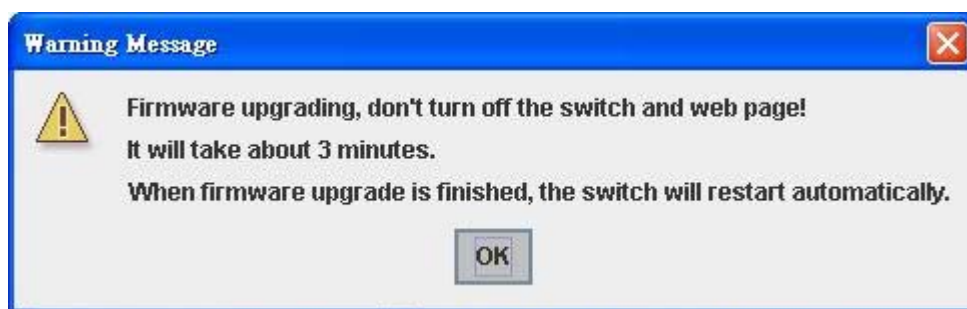 Warning Message
Firmware upgrading, don't turn off the switch and web page!
It will take about 3 minutes.
When firmware upgrade is finished, the switch will restart automatically.
OK